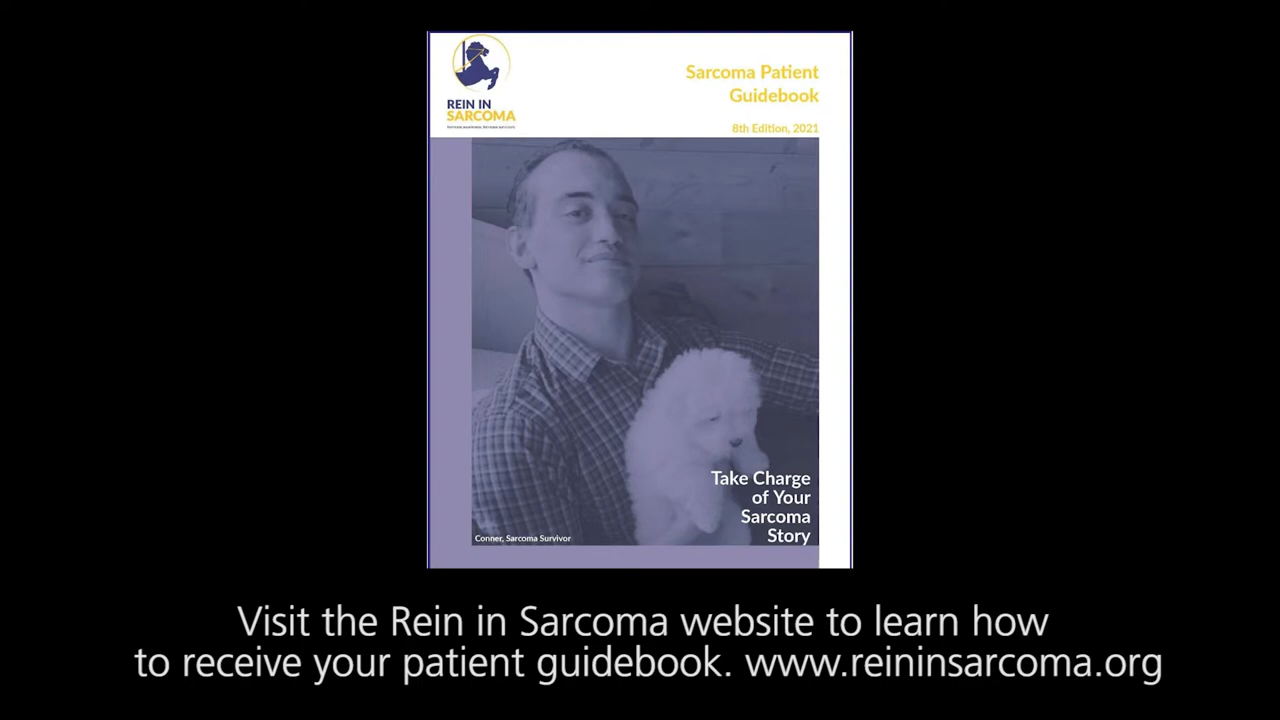 REIN IN
SARCOMA
Sarcoma Patient
Guidebook
8th Edition, 2021
Take Charge
of Your
Sarcoma
Story
Conner, Sarcoma Survivor
Visit the Rein in Sarcoma website to learn how
to receive your patient guidebook. www.reininsarcoma.org